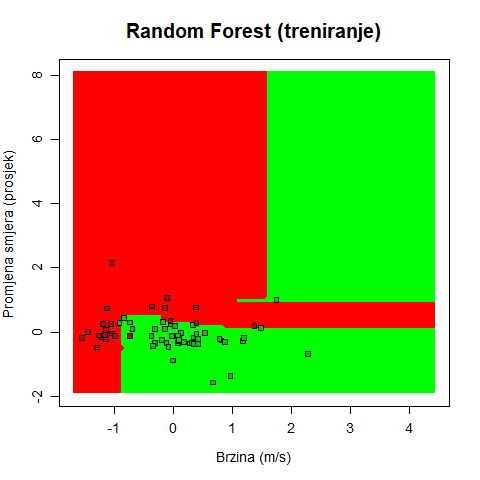 Random Forest (treniranje)
Promjena smjera (prosjek)
8
6
4
2
0
-2
-1 0 1 2 3 4
Brzina (m/s)